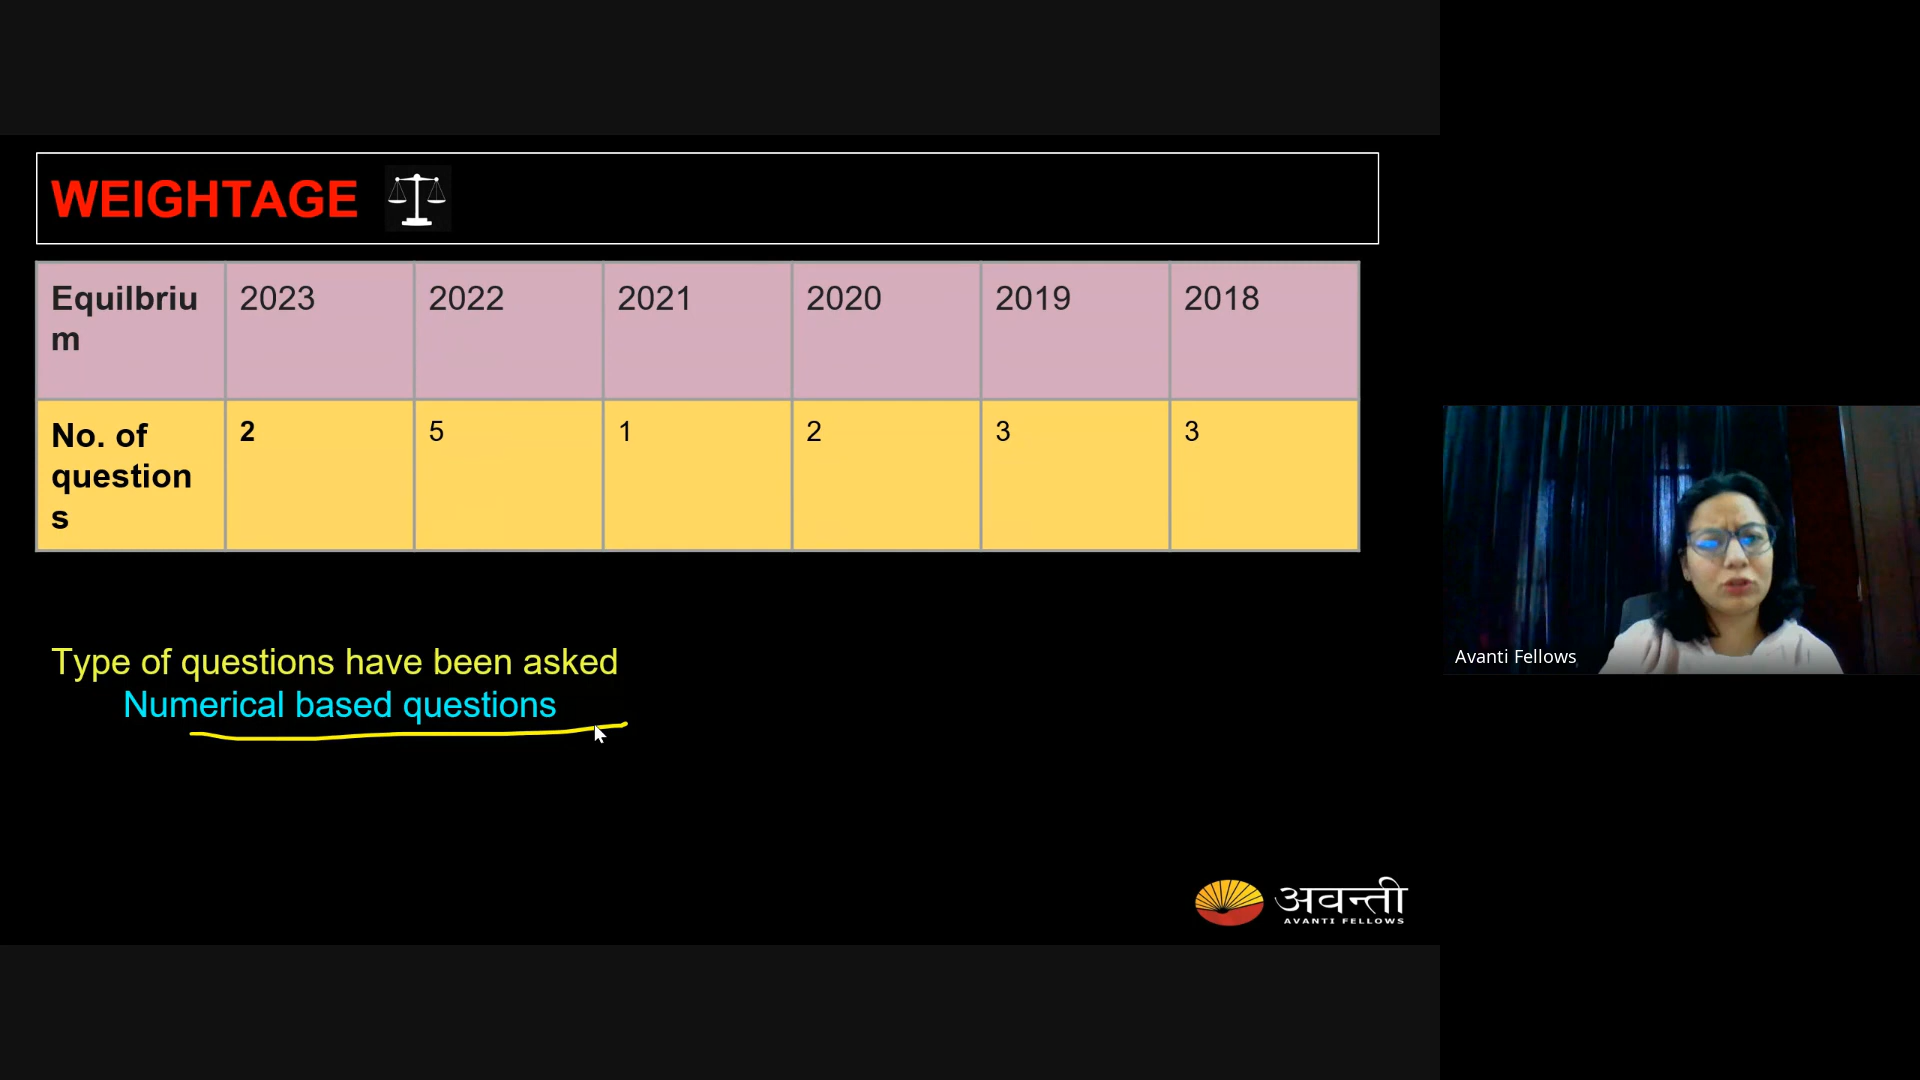 WEIGHTAGE
Equilbriu
m
2023
2022
2021
2020
2019
2018
No. of
question
s
2
5
1
2
3
3
Type of questions have been asked
Numerical based questions
Avanti Fellows
अवन्ती
AVANTI FELLOWS